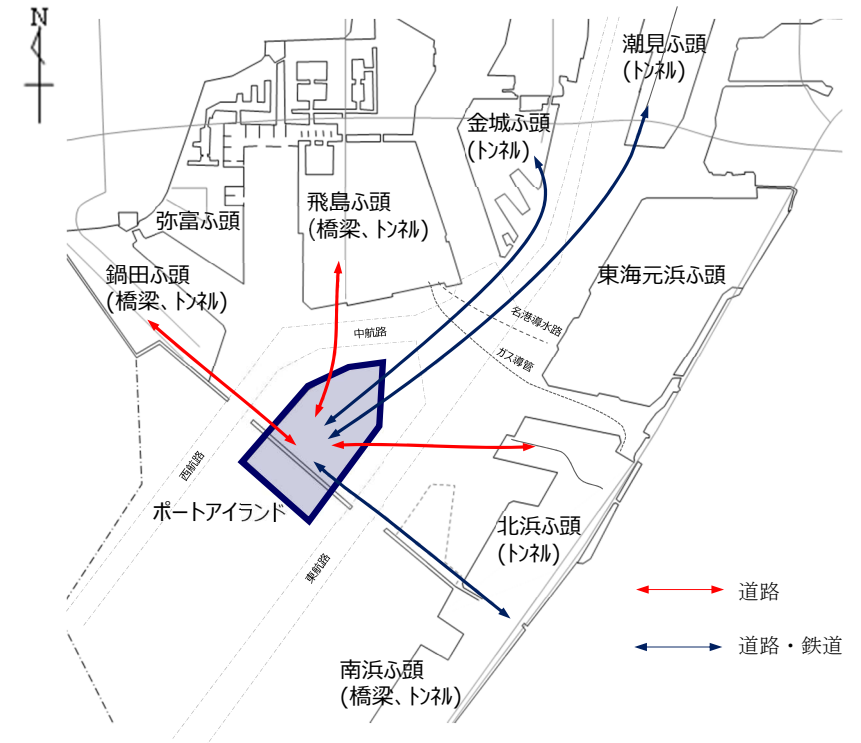 N
潮見ふ頭
(トンネル)
金城ふ頭
(トンネル)
飛島ふ頭
(橋梁、トンネル)
弥富ふ頭
鍋田ふ頭
(橋梁、トンネル)
東海元浜ふ頭
名港導水路
中航路
ガス導管
西航路
ポートアイランド
北浜ふ頭
(トンネル)
東航路
道路
道路・鉄道
南浜ふ頭
(橋梁、トンネル)